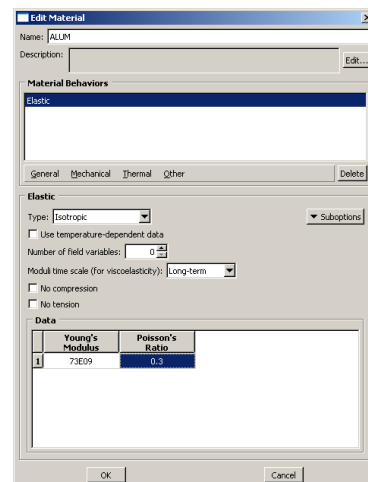 Edit Material
Name: ALUM
Description:
Edit...
Material Behaviors
Elastic
General Mechanical Thermal Other Delete
Elastic
Type: Isotropic Suboptions
Use temperature-dependent data
Number of field variables: 0
Moduli time scale (for viscoelasticity): Long-term
No compression
No tension
Data
Young's Modulus Poisson's Ratio
1 73E09 0.3
OK Cancel